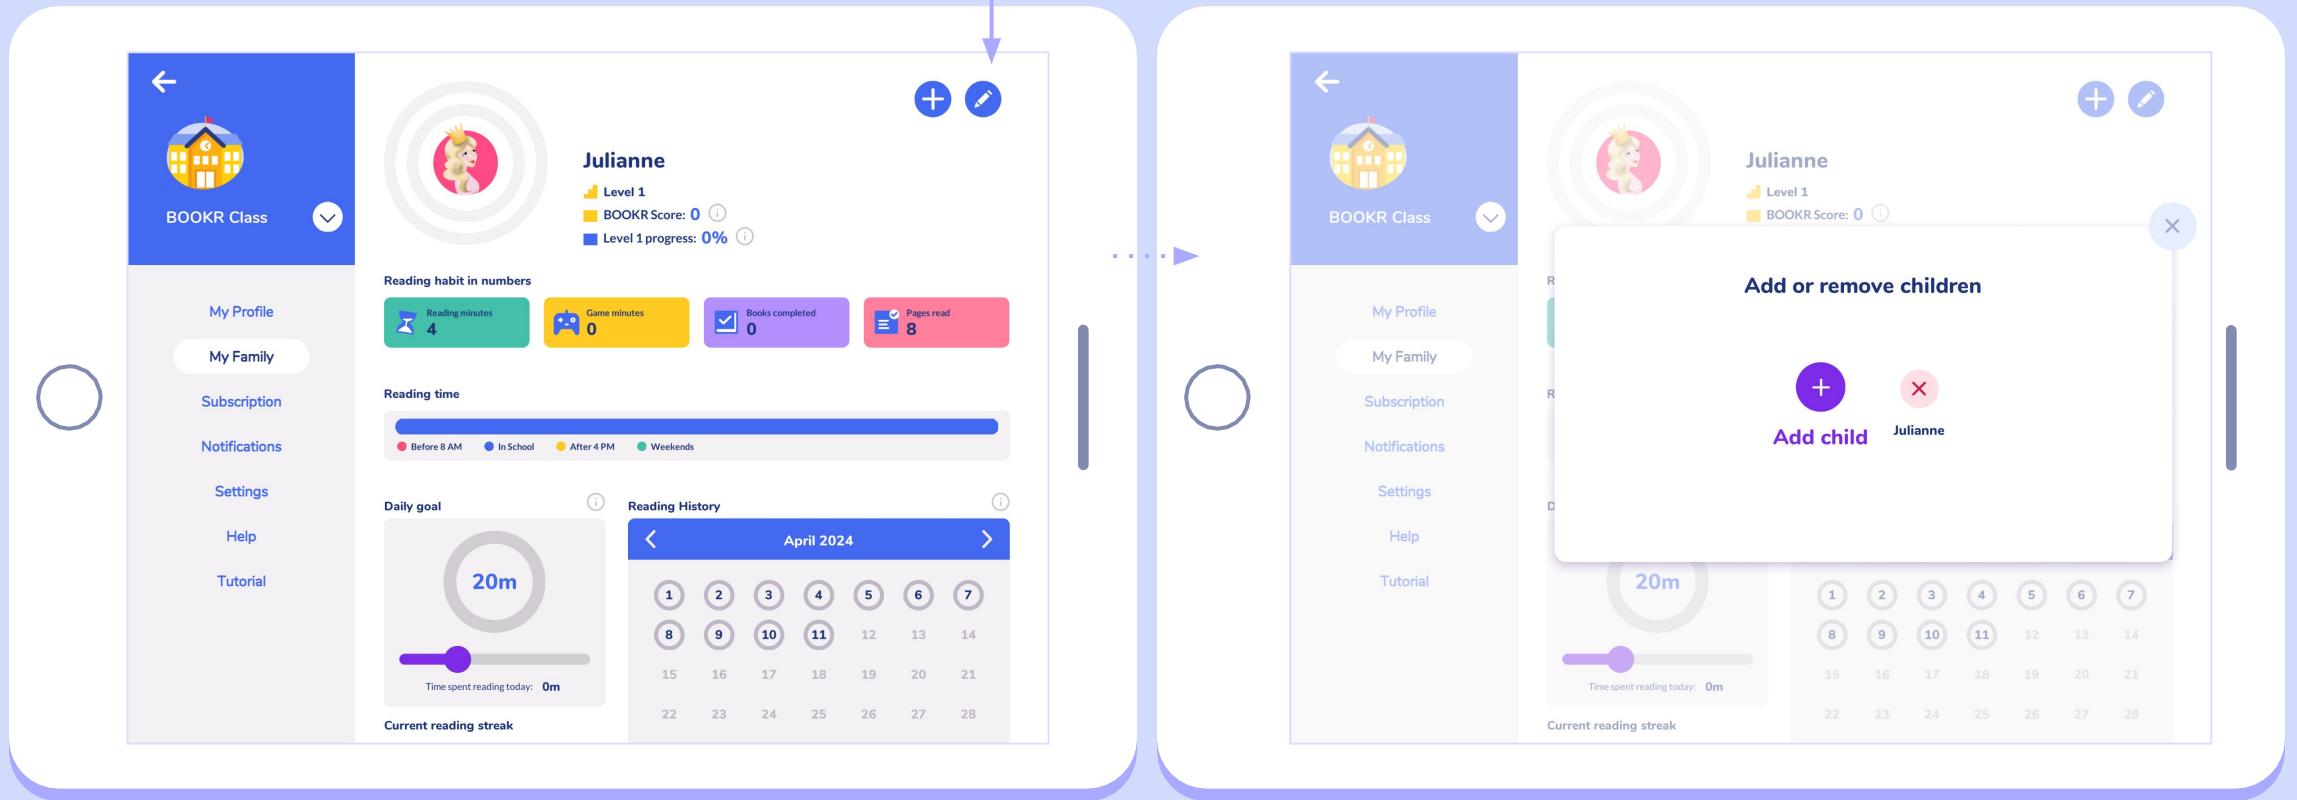 BOOKR Class
My Profile
My Family
Subscription
Notifications
Settings
Help
Tutorial
Julianne
Level 1
BOOKR Score: 0
Level 1 progress: 0%
Reading habit in numbers
Reading minutes
4
Game minutes
0
Books completed
0
Pages read
8
Reading time
Before 8 AM In School After 4 PM Weekends
Daily goal
20m
Time spent reading today: 0m
Current reading streak
Reading History
April 2024
1 2 3 4 5 6 7
8 9 10 11 12 13 14
15 16 17 18 19 20 21
22 23 24 25 26 27 28
BOOKR Class
My Profile
My Family
Subscription
Notifications
Settings
Help
Tutorial
Julianne
Level 1
BOOKR Score: 0
R
Add or remove children
Add child
Julianne
R
D
20m
Time spent reading today: 0m
Current reading streak
1 2 3 4 5 6 7
8 9 10 11 12 13 14
15 16 17 18 19 20 21
22 23 24 25 26 27 28